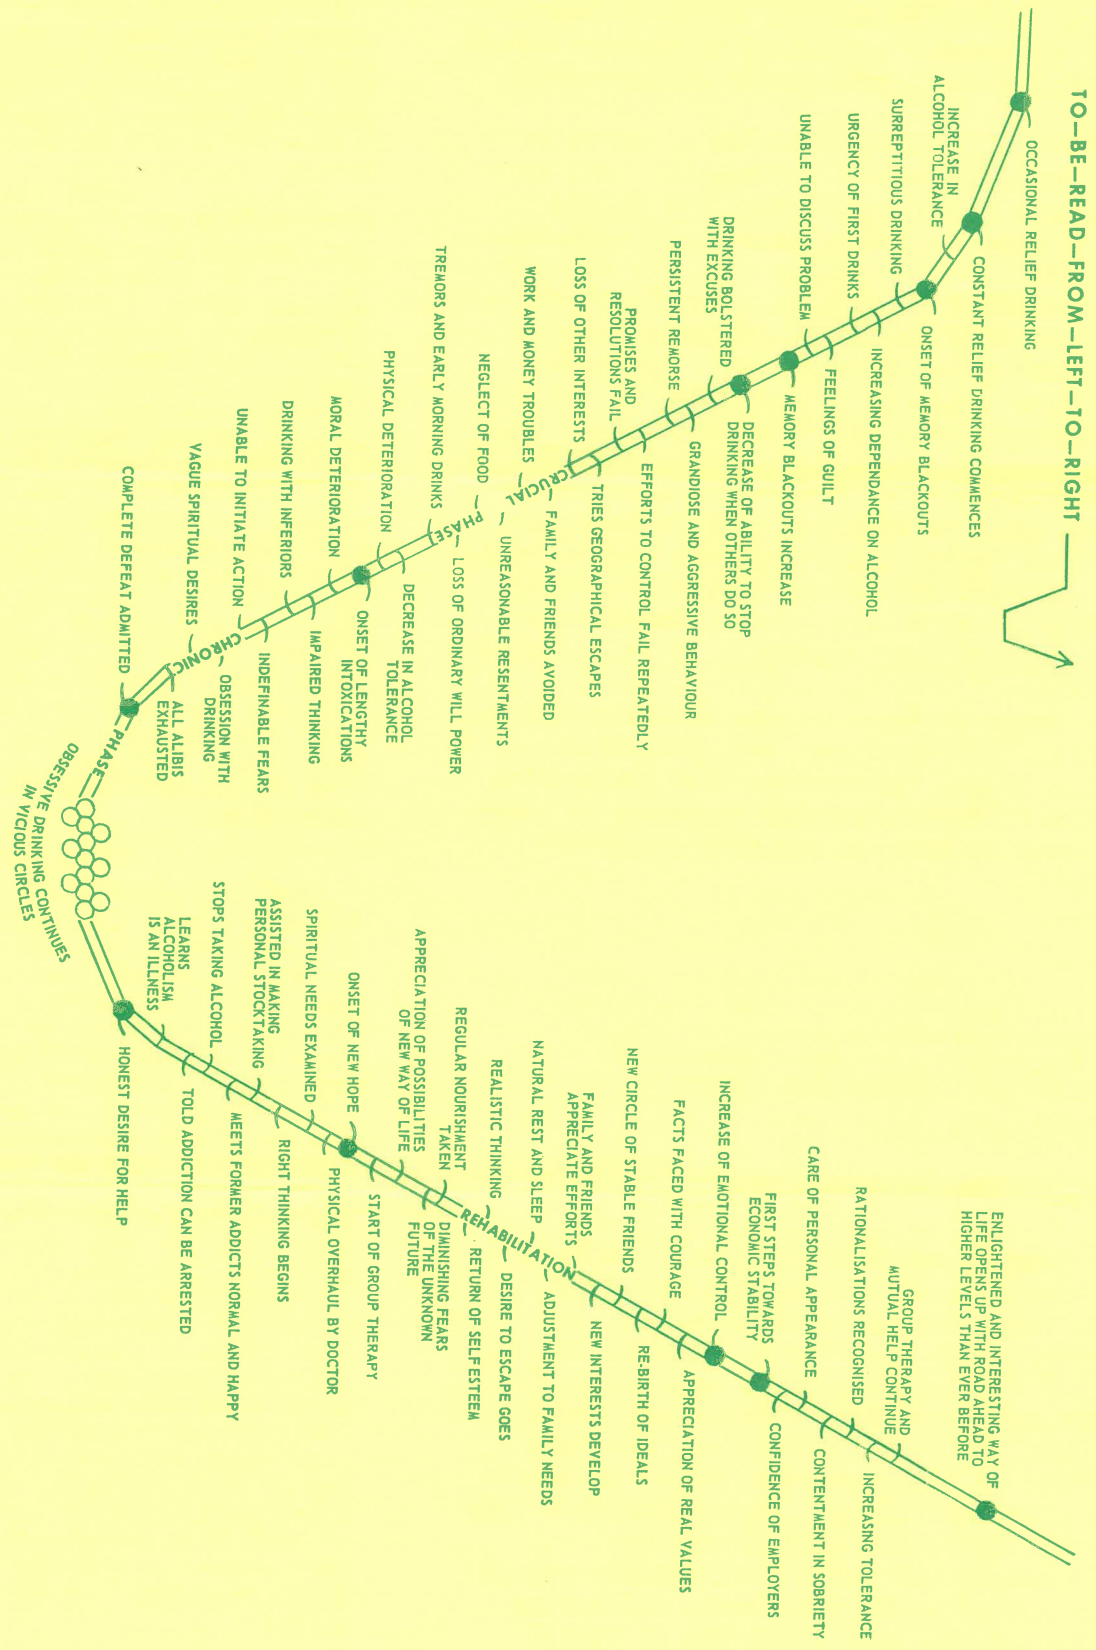 TO—BE—READ—FROM—LEFT—TO—RIGHT
OCCASIONAL RELIEF DRINKING
CONSTANT RELIEF DRINKING COMMENCES
INCREASE IN
ALCOHOL TOLERANCE
ONSET OF MEMORY BLACKOUTS
SURREPTITIOUS DRINKING
INCREASING DEPENDANCE ON ALCOHOL
URGENCY OF FIRST DRINKS
FEELINGS OF GUILT
UNABLE TO DISCUSS PROBLEM
MEMORY BLACKOUTS INCREASE
DECREASE OF ABILITY TO STOP
DRINKING WHEN OTHERS DO SO
DRINKING BOLSTERED
WITH EXCUSES
GRANDIOSE AND AGGRESSIVE BEHAVIOUR
PERSISTENT REMORSE
EFFORTS TO CONTROL FAIL REPEATEDLY
PROMISES AND
RESOLUTIONS FAIL
TRIES GEOGRAPHICAL ESCAPES
LOSS OF OTHER INTERESTS
CRUCIAL
FAMILY AND FRIENDS AVOIDED
WORK AND MONEY TROUBLES
UNREASONABLE RESENTMENTS
NEGLECT OF FOOD
PHASE
LOSS OF ORDINARY WILL POWER
TREMORS AND EARLY MORNING DRINKS
DECREASE IN ALCOHOL
TOLERANCE
PHYSICAL DETERIORATION
ONSET OF LENGTHY
INTOXICATIONS
MORAL DETERIORATION
IMPAIRED THINKING
DRINKING WITH INFERIORS
INDEFINABLE FEARS
UNABLE TO INITIATE ACTION
CHRONIC
OBSESSION WITH
DRINKING
VAGUE SPIRITUAL DESIRES
ALL ALIBIS
EXHAUSTED
COMPLETE DEFEAT ADMITTED
PHASE
OBSESSIVE DRINKING CONTINUES
IN VICIOUS CIRCLES
HONEST DESIRE FOR HELP
LEARNS
ALCOHOLISM
IS AN ILLNESS
TOLD ADDICTION CAN BE ARRESTED
STOPS TAKING ALCOHOL
MEETS FORMER ADDICTS NORMAL AND HAPPY
ASSISTED IN MAKING
PERSONAL STOCKTAKING
RIGHT THINKING BEGINS
SPIRITUAL NEEDS EXAMINED
PHYSICAL OVERHAUL BY DOCTOR
ONSET OF NEW HOPE
START OF GROUP THERAPY
APPRECIATION OF POSSIBILITIES
OF NEW WAY OF LIFE
DIMINISHING FEARS
OF THE UNKNOWN
FUTURE
REGULAR NOURISHMENT
TAKEN
REHABILITATION
RETURN OF SELF ESTEEM
REALISTIC THINKING
DESIRE TO ESCAPE GOES
NATURAL REST AND SLEEP
ADJUSTMENT TO FAMILY NEEDS
FAMILY AND FRIENDS
APPRECIATE EFFORTS
NEW INTERESTS DEVELOP
NEW CIRCLE OF STABLE FRIENDS
RE-BIRTH OF IDEALS
FACTS FACED WITH COURAGE
APPRECIATION OF REAL VALUES
INCREASE OF EMOTIONAL CONTROL
FIRST STEPS TOWARDS
ECONOMIC STABILITY
CONFIDENCE OF EMPLOYERS
CARE OF PERSONAL APPEARANCE
CONTENTMENT IN SOBRIETY
RATIONALISATIONS RECOGNISED
INCREASING TOLERANCE
GROUP THERAPY AND
MUTUAL HELP CONTINUE
ENLIGHTENED AND INTERESTING WAY OF
LIFE OPENS UP WITH ROAD AHEAD TO
HIGHER LEVELS THAN EVER BEFORE